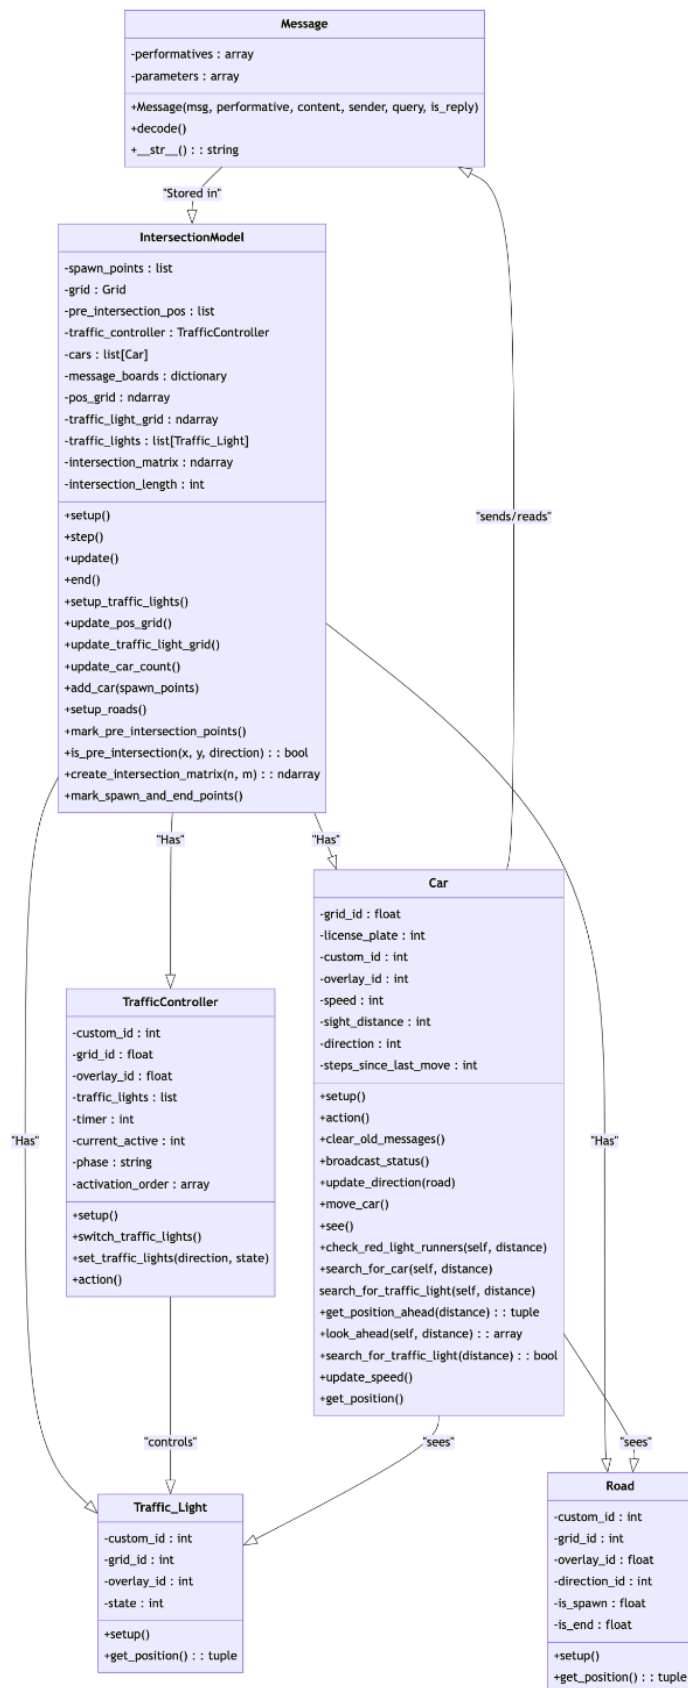 Message
-performatives : array
-parameters : array
+Message(msg, performative, content, sender, query, is_reply)
+decode()
+__str__() : : string
"Stored in"
IntersectionModel
-spawn_points : list
-grid : Grid
-pre_intersection_pos : list
-traffic_controller : TrafficController
-cars : list[Car]
-message_boards : dictionary
-pos_grid : ndarray
-traffic_light_grid : ndarray
-traffic_lights : list[Traffic_Light]
-intersection_matrix : ndarray
-intersection_length : int
+setup()
+step()
+update()
+end()
+setup_traffic_lights()
+update_pos_grid()
+update_traffic_light_grid()
+update_car_count()
+add_car(spawn_points)
+setup_roads()
+mark_pre_intersection_points()
+is_pre_intersection(x, y, direction) : : bool
+create_intersection_matrix(n, m) : : ndarray
+mark_spawn_and_end_points()
"sends/reads"
"Has"
"Has"
Car
-grid_id : float
-license_plate : int
-custom_id : int
-overlay_id : int
-speed : int
-sight_distance : int
-direction : int
-steps_since_last_move : int
+setup()
+action()
+clear_old_messages()
+broadcast_status()
+update_direction(road)
+move_car()
+see()
+check_red_light_runners(self, distance)
+search_for_car(self, distance)
search_for_traffic_light(self, distance)
+get_position_ahead(distance) : : tuple
+look_ahead(self, distance) : : array
+search_for_traffic_light(distance) : : bool
+update_speed()
+get_position()
TrafficController
-custom_id : int
-grid_id : float
-overlay_id : float
-traffic_lights : list
-timer : int
-current_active : int
-phase : string
-activation_order : array
+setup()
+switch_traffic_lights()
+set_traffic_lights(direction, state)
+action()
"Has"
"Has"
"controls"
"sees"
"sees"
Traffic_Light
-custom_id : int
-grid_id : int
-overlay_id : int
-state : int
+setup()
+get_position() : : tuple
Road
-custom_id : int
-grid_id : int
-overlay_id : float
-direction_id : int
-is_spawn : float
-is_end : float
+setup()
+get_position() : : tuple